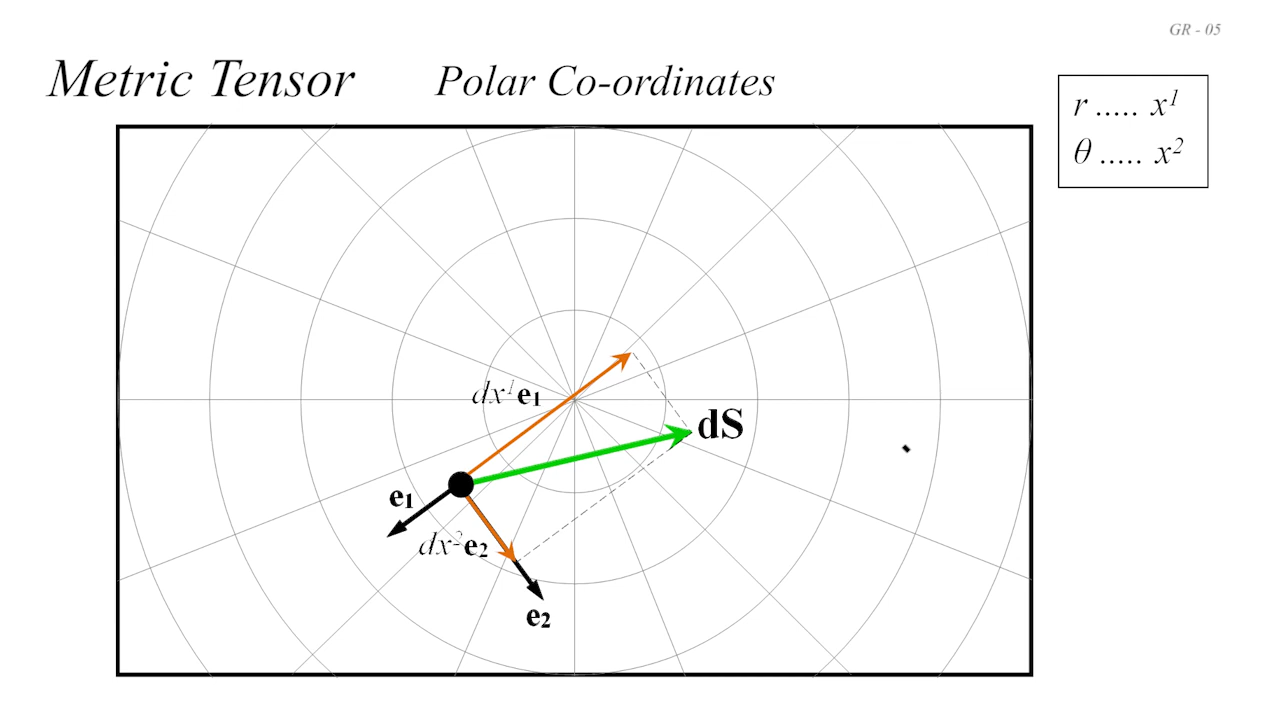 GR - 05
Metric Tensor Polar Co-ordinates
r ..... x¹
θ ..... x²
dx¹e₁
dS
e₁
dx²e₂
e₂